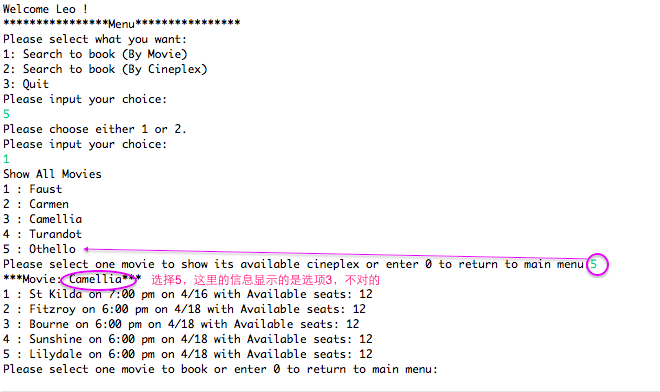 Welcome Leo !
****************Menu****************
Please select what you want:
1: Search to book (By Movie)
2: Search to book (By Cineplex)
3: Quit
Please input your choice:
5
Please choose either 1 or 2.
Please input your choice:
1
Show All Movies
1 : Faust
2 : Carmen
3 : Camellia
4 : Turandot
5 : Othello
Please select one movie to show its available cineplex or enter 0 to return to main menu:5
***Movie: Camellia*** 选择5，这里的信息显示的是选项3，不对的
1 : St Kilda on 7:00 pm on 4/16 with Available seats: 12
2 : Fitzroy on 6:00 pm on 4/18 with Available seats: 12
3 : Bourne on 6:00 pm on 4/18 with Available seats: 12
4 : Sunshine on 6:00 pm on 4/18 with Available seats: 12
5 : Lilydale on 6:00 pm on 4/18 with Available seats: 12
Please select one movie to book or enter 0 to return to main menu: